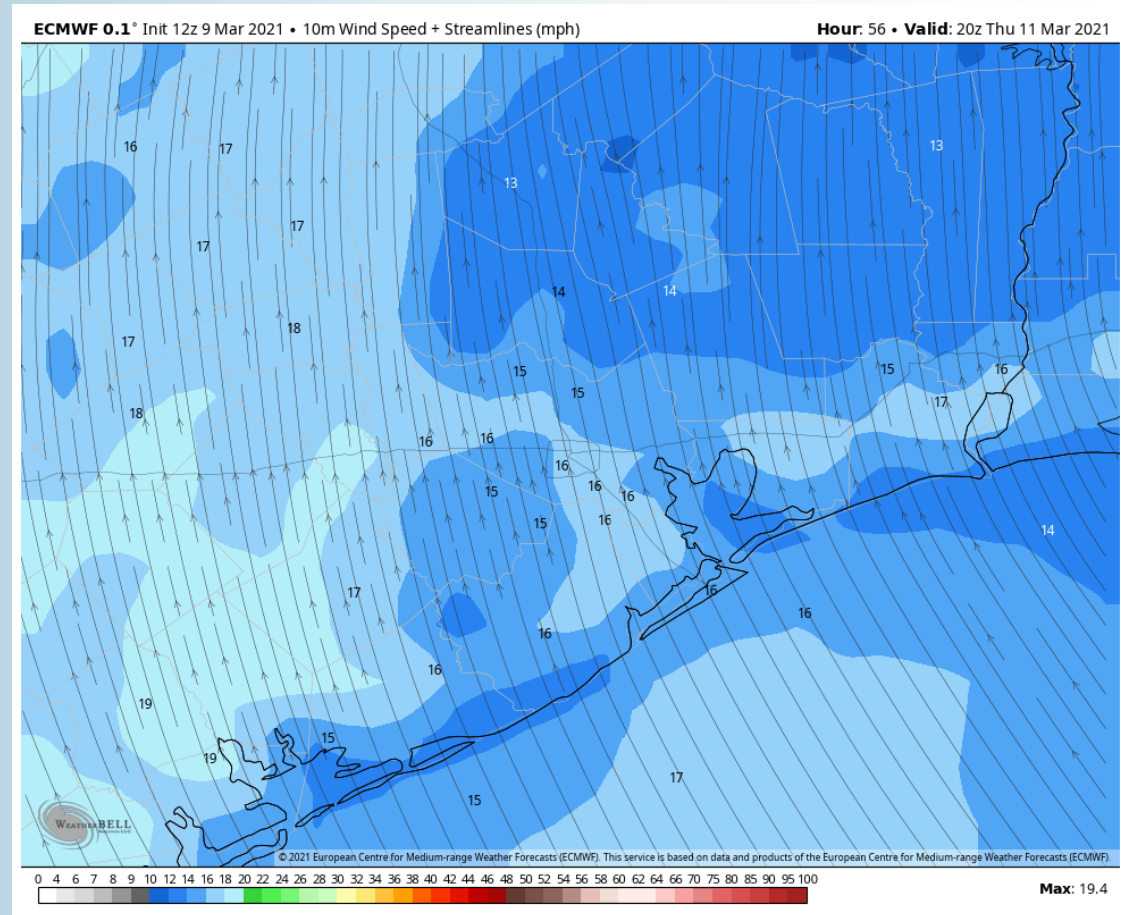 ECMWF 0.1° Init 12z 9 Mar 2021 • 10m Wind Speed + Streamlines (mph) Hour: 56 • Valid: 20z Thu 11 Mar 2021
16 17 13
13
17
17
14 14
18
17
15 15 16
15
18 17
16 16
16
15 16 16
15 16
14
17 16
16
16
16
19
15
19
17
15
WEATHERBELL
© 2021 European Centre for Medium-range Weather Forecasts (ECMWF). This service is based on data and products of the European Centre for Medium-range Weather Forecasts (ECMWF).
0 4 6 7 8 9 10 12 14 16 18 20 22 24 26 28 30 32 34 36 38 40 42 44 46 48 50 52 54 56 58 60 62 64 66 70 75 80 85 90 95 100
Max: 19.4